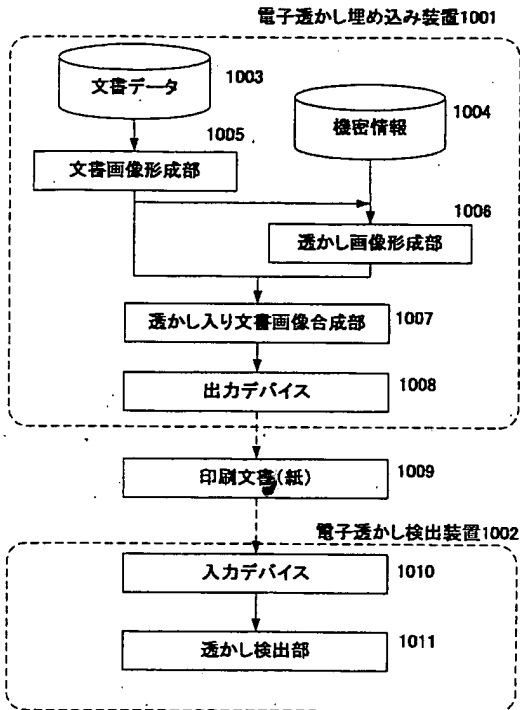 電子透かし埋め込み装置1001
文書データ
1003
機密情報
1004
1005
文書画像形成部
1006
透かし画像形成部
透かし入り文書画像合成部
1007
出力デバイス
1008
印刷文書(紙)
1009
電子透かし検出装置1002
入力デバイス
1010
透かし検出部
1011